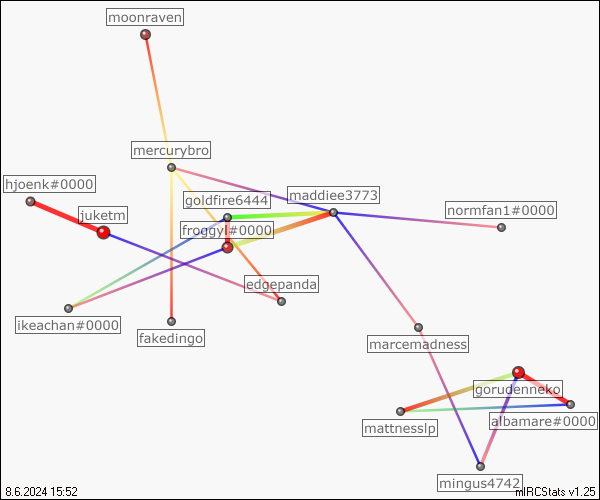 moonraven
mercurybro
hjoenk#0000
juketm
goldfire6444
maddiee3773
normfan1#0000
froggyl#0000
edgepanda
ikeachan#0000
fakedingo
marcemadness
gorudenneko
mattnesslp
albamare#0000
mingus4742
8.6.2024 15:52
mIRCStats v1.25